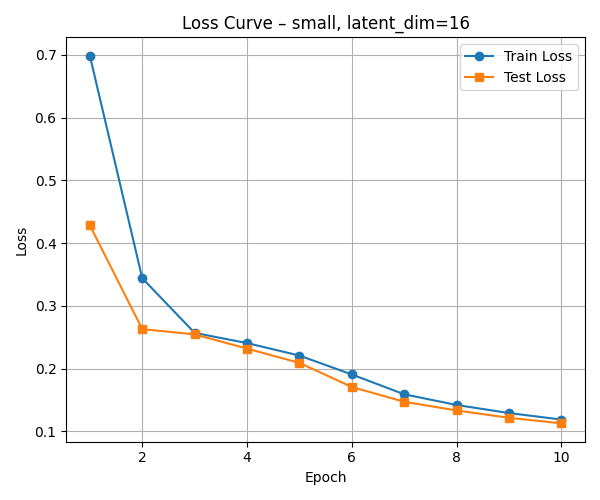 Loss Curve – small, latent_dim=16
Train Loss
Test Loss
0.7
0.6
0.5
0.4
0.3
0.2
0.1
Loss
2 4 6 8 10
Epoch